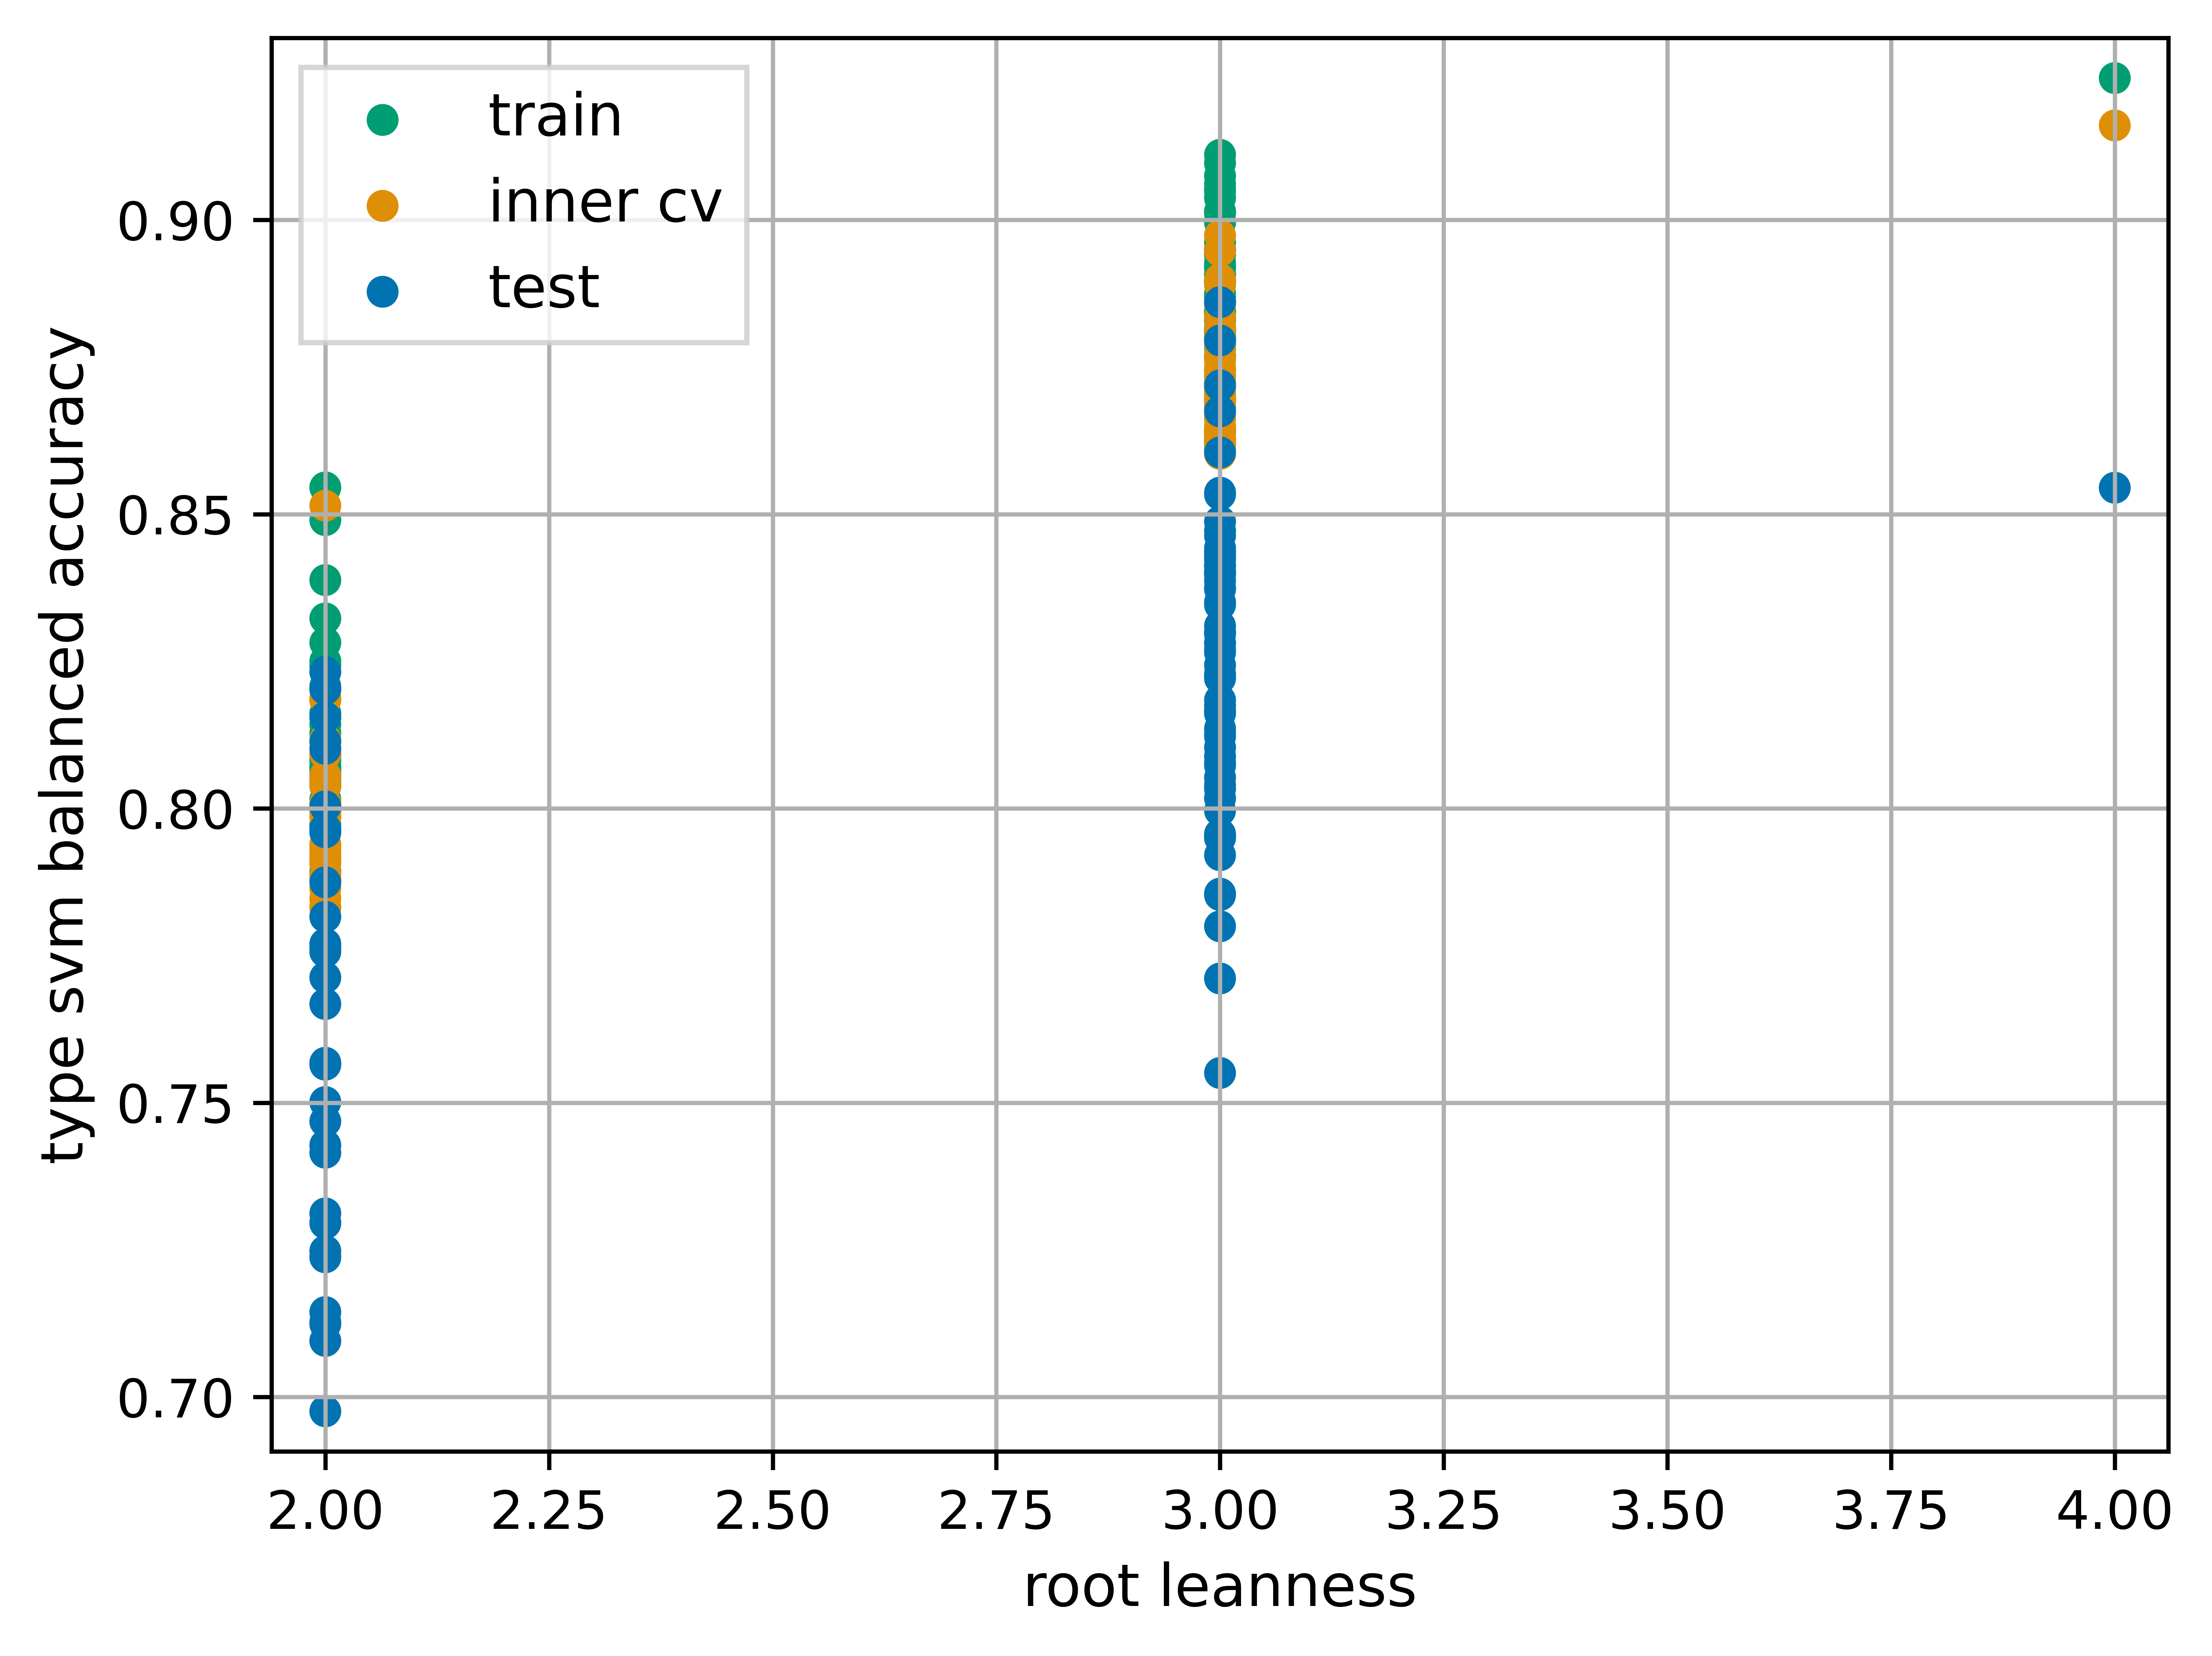 train
inner cv
test
0.90
0.85
0.80
0.75
0.70
type svm balanced accuracy
2.00 2.25 2.50 2.75 3.00 3.25 3.50 3.75 4.00
root leanness